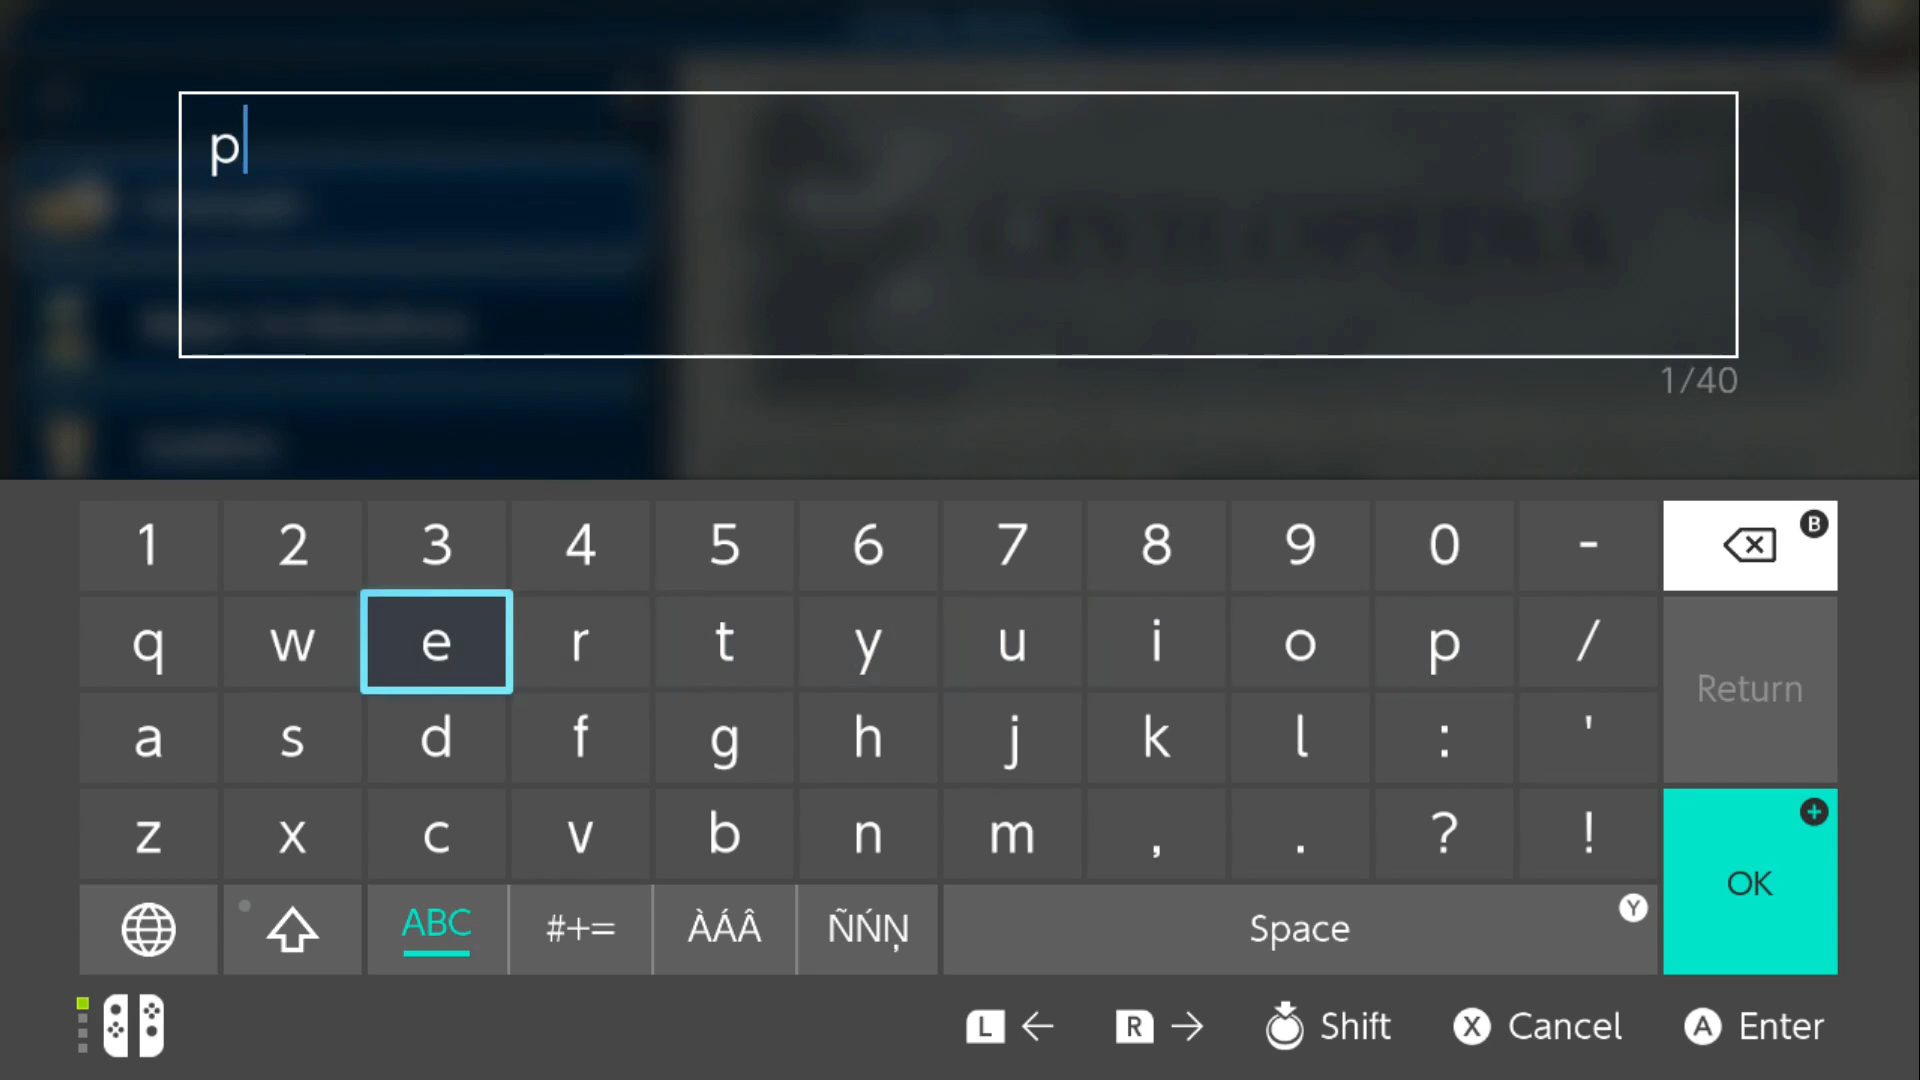 p
1/40
1 2 3 4 5 6 7 8 9 0 - B
q w e r t y u i o p / Return
a s d f g h j k l : '
z x c v b n m , . ? ! + OK
ABC #+= ÀÁÂ ÑŃŅ Space Y
L ← R → Shift X Cancel A Enter